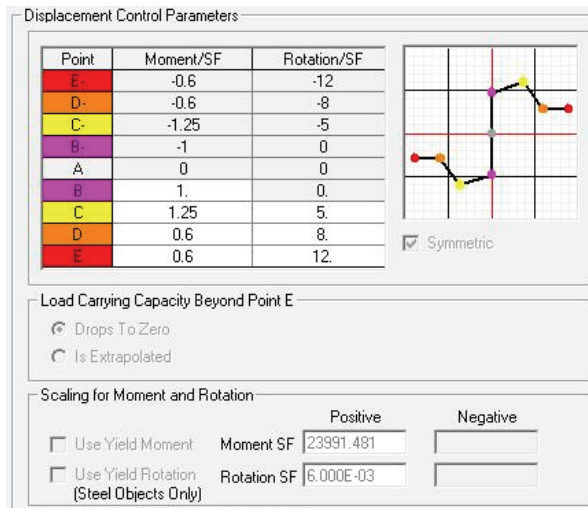 Displacement Control Parameters
Point Moment/SF Rotation/SF
E- -0.6 -12
D- -0.6 -8
C- -1.25 -5
B- -1 0
A 0 0
B 1. 0.
C 1.25 5.
D 0.6 8.
E 0.6 12.
Symmetric
Load Carrying Capacity Beyond Point E
Drops To Zero
Is Extrapolated
Scaling for Moment and Rotation
Positive Negative
Use Yield Moment Moment SF 23991.481
Use Yield Rotation Rotation SF 6.000E-03
(Steel Objects Only)